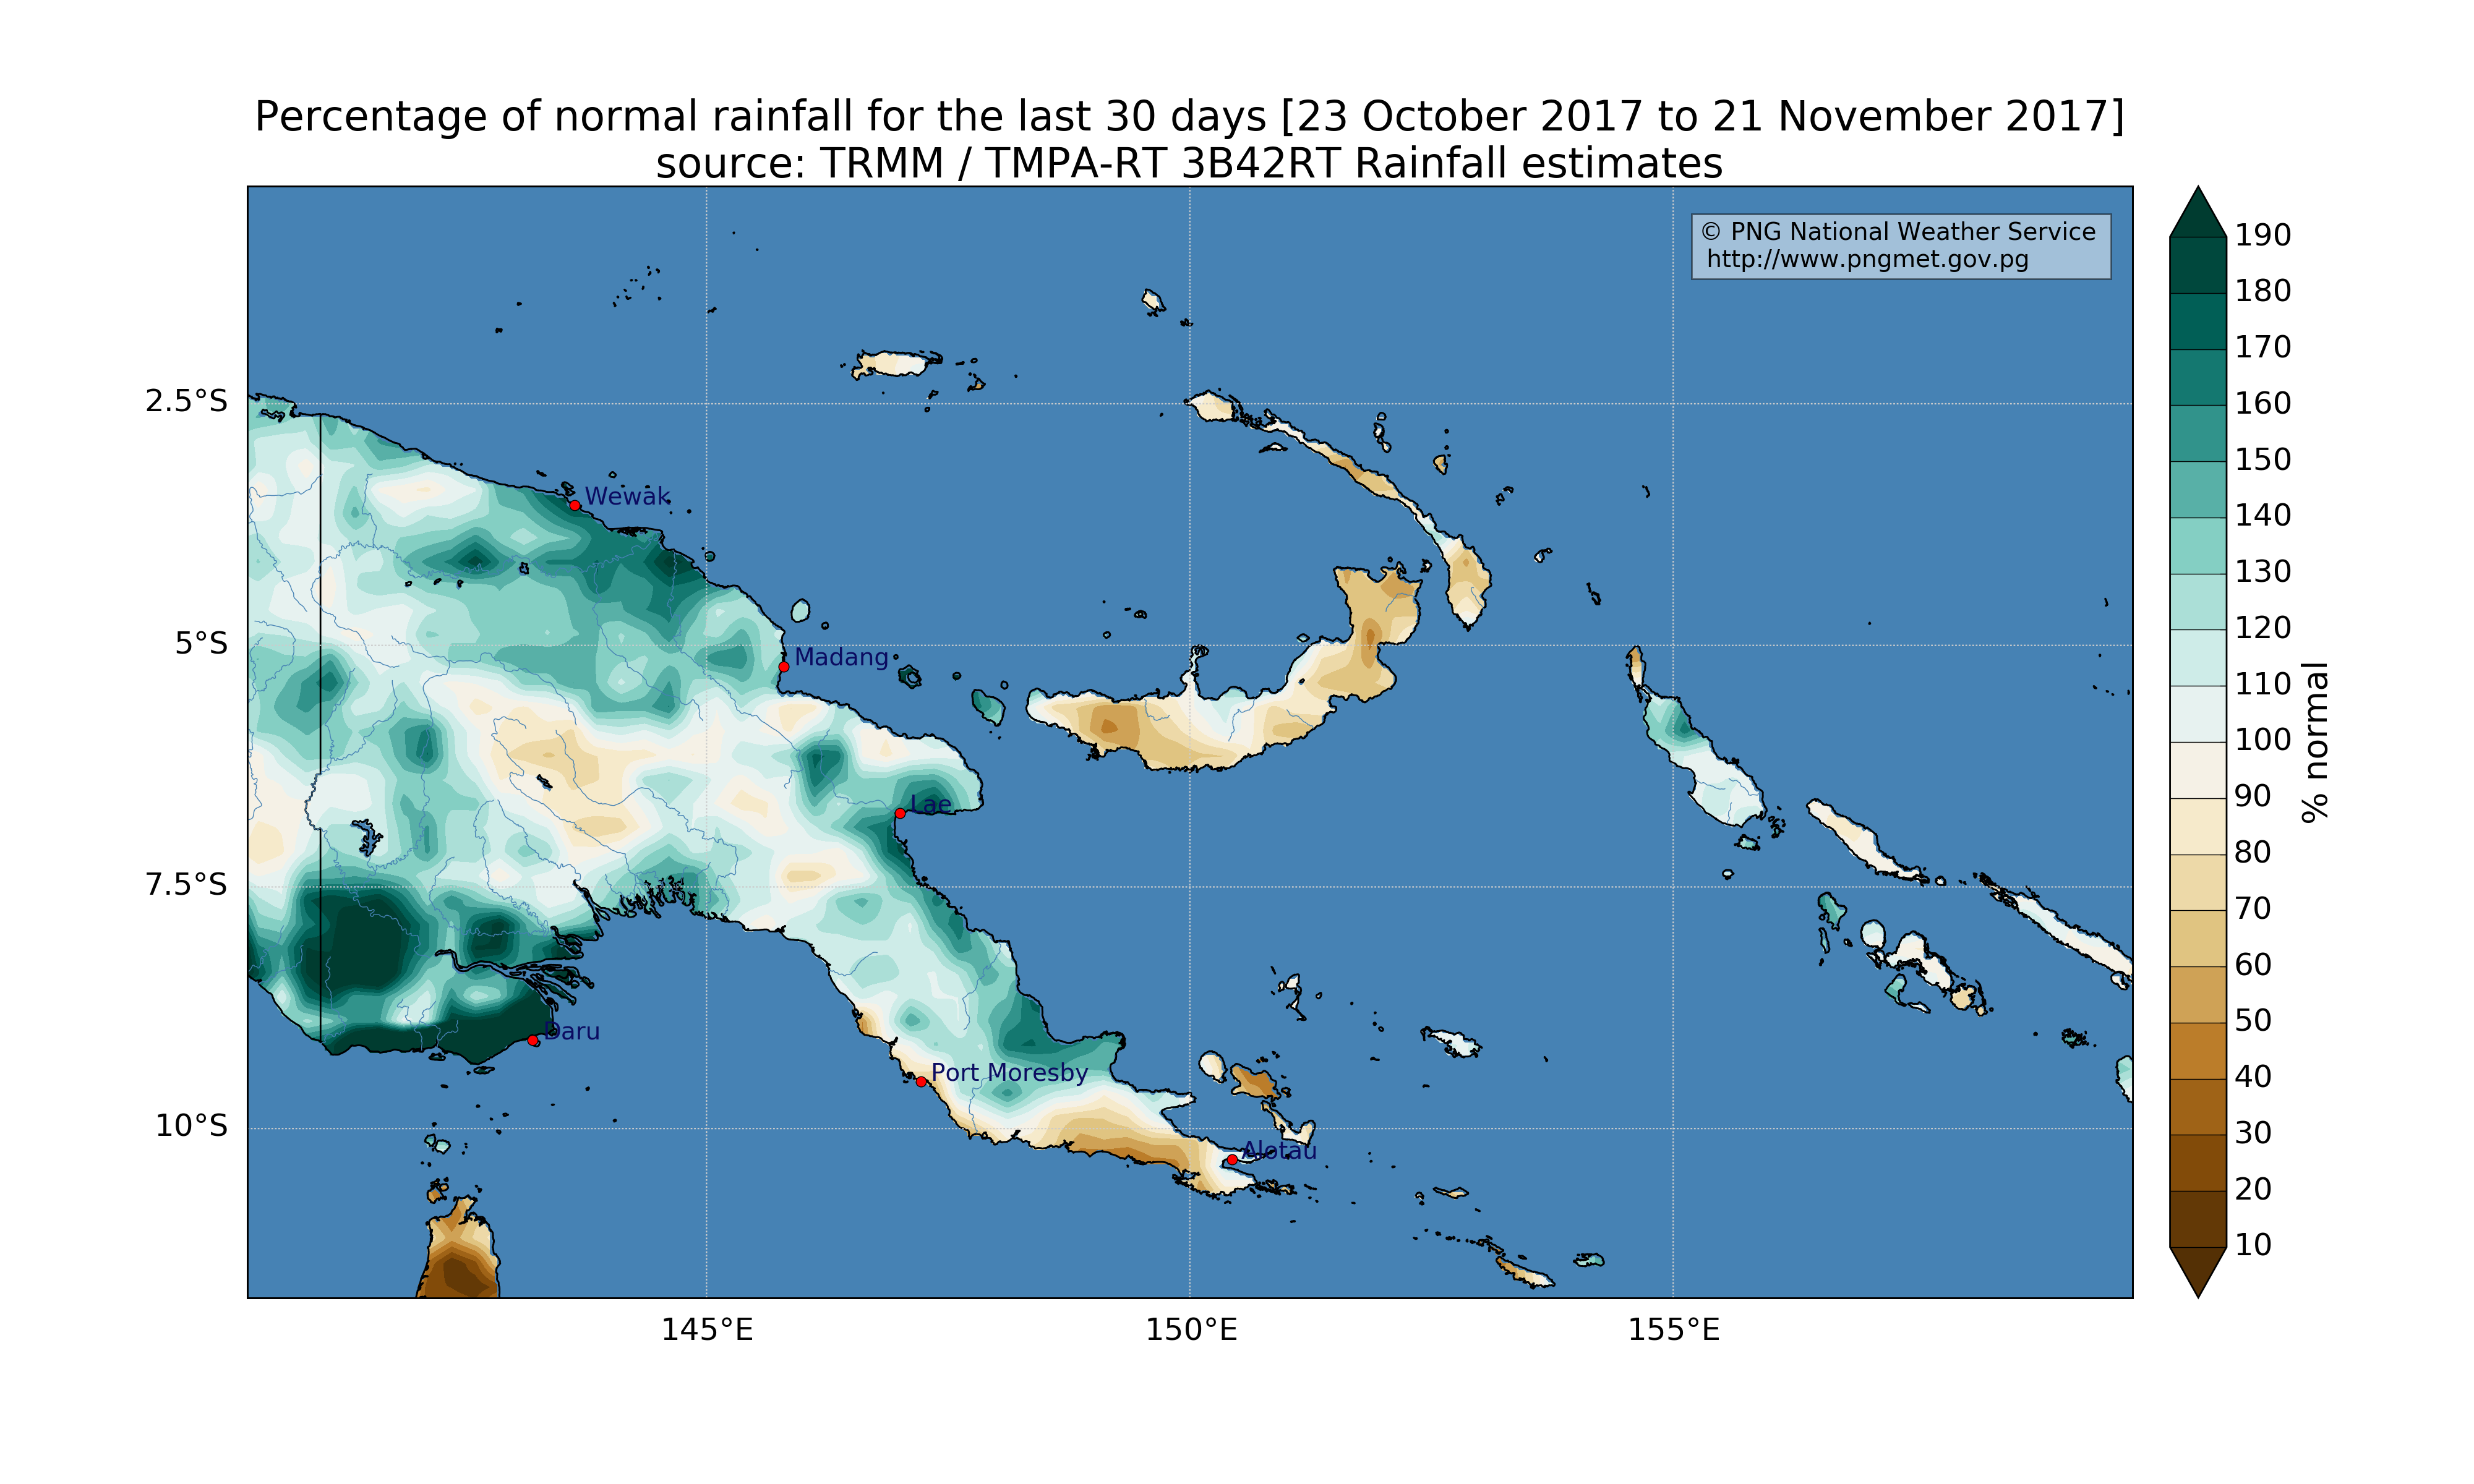 Percentage of normal rainfall for the last 30 days [23 October 2017 to 21 November 2017]
source: TRMM / TMPA-RT 3B42RT Rainfall estimates
© PNG National Weather Service
http://www.pngmet.gov.pg
190
180
170
160
150
140
130
120
110
100
90
80
70
60
50
40
30
20
10
% normal
2.5°S
5°S
7.5°S
10°S
Wewak
Madang
Lae
Daru
Port Moresby
Alotau
145°E
150°E
155°E